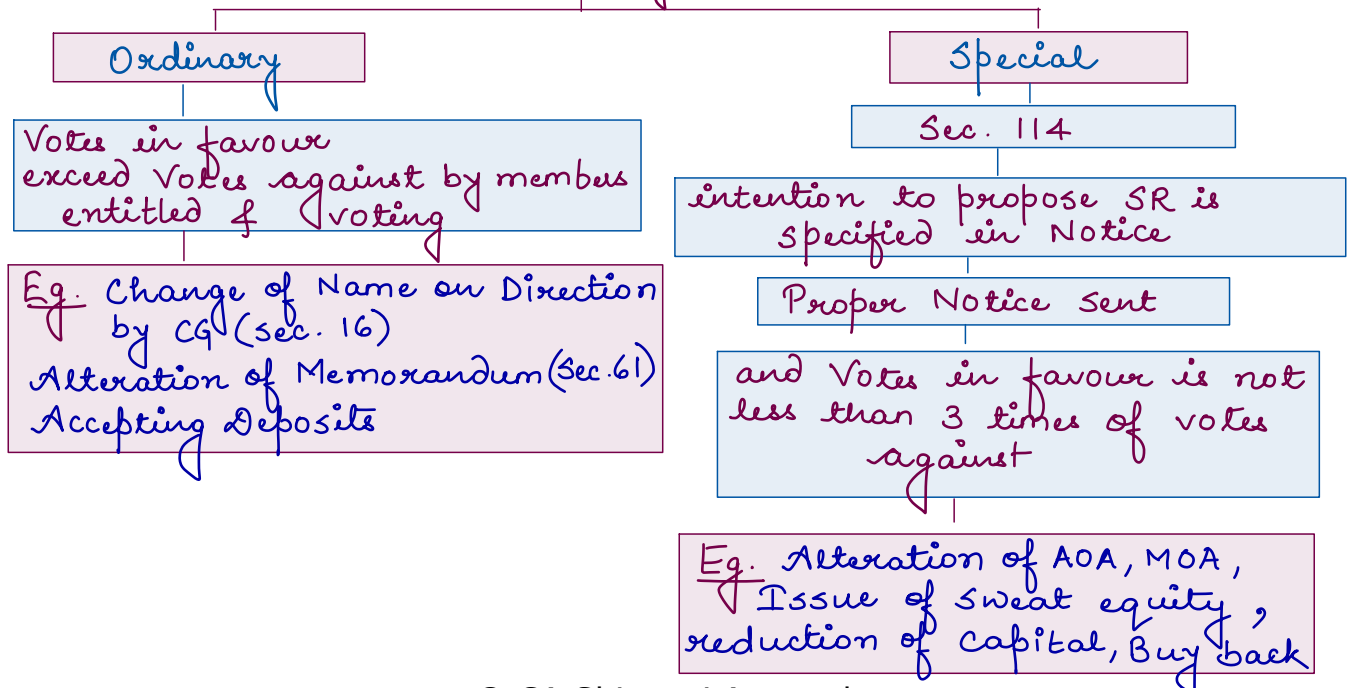 Ordinary
Votes in favour
exceed Votes against by members
entitled & voting
Eg. Change of Name on Direction
by CG (Sec. 16)
Alteration of Memorandum (Sec. 61)
Accepting Deposits
Special
Sec. 114
intention to propose SR is
specified in Notice
Proper Notice sent
and Votes in favour is not
less than 3 times of votes
against
Eg. Alteration of AOA, MOA,
Issue of sweat equity,
reduction of capital, Buy back